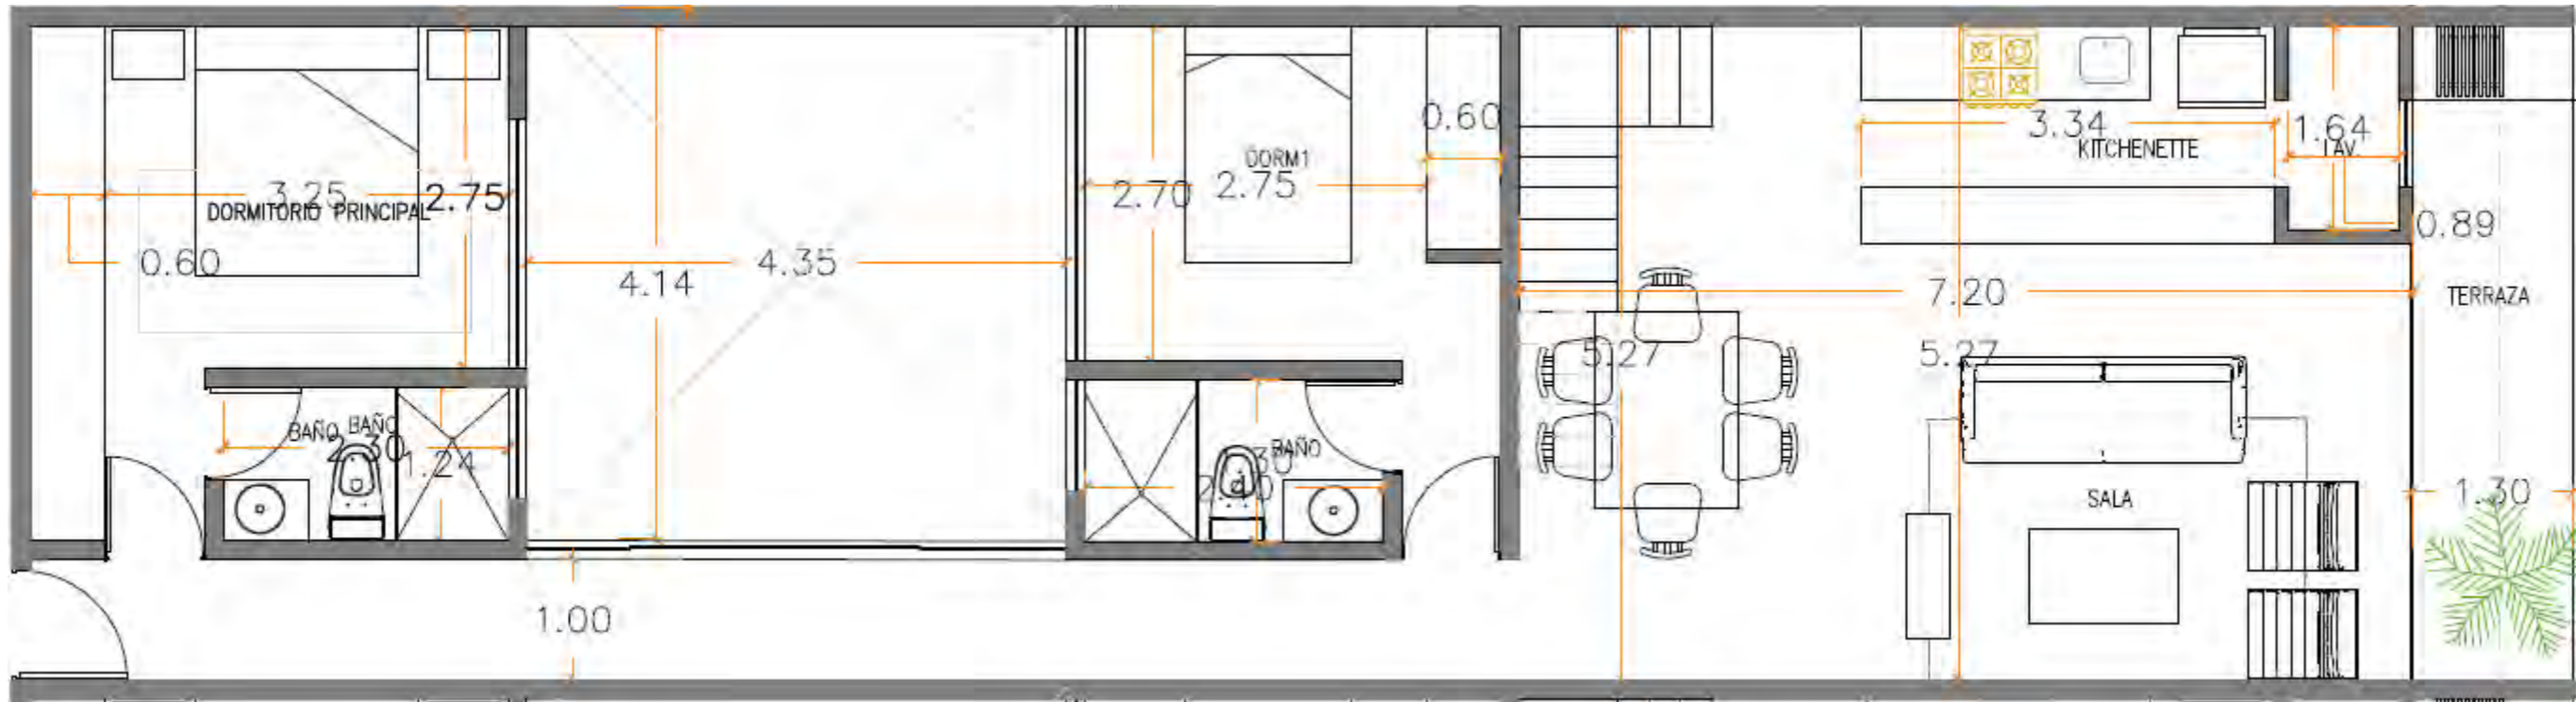 3.25
DORMITORIO PRINCIPAL
2.75
0.60
BAÑO
BAÑO
2.30
1.24
4.14
4.35
1.00
2.70
DORM1
2.75
0.60
BAÑO
5.27
5.27
7.20
3.34
KITCHENETTE
1.64
LAV.
0.89
TERRAZA
1.30
SALA